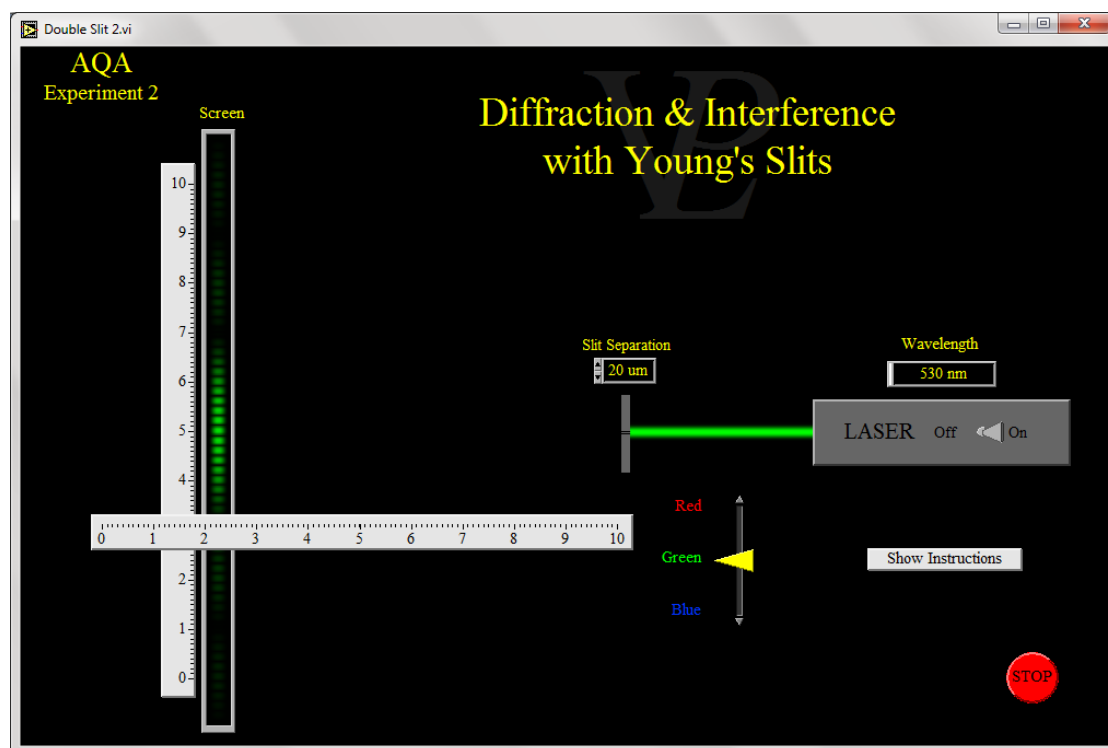 Double Slit 2.vi
AQA
Experiment 2
Screen
Diffraction & Interference
with Young's Slits
VPL
10
9
8
7
6
5
4
2
1
0
0 1 2 3 4 5 6 7 8 9 10
Slit Separation
20 um
Wavelength
530 nm
LASER Off On
Red
Green
Blue
Show Instructions
STOP